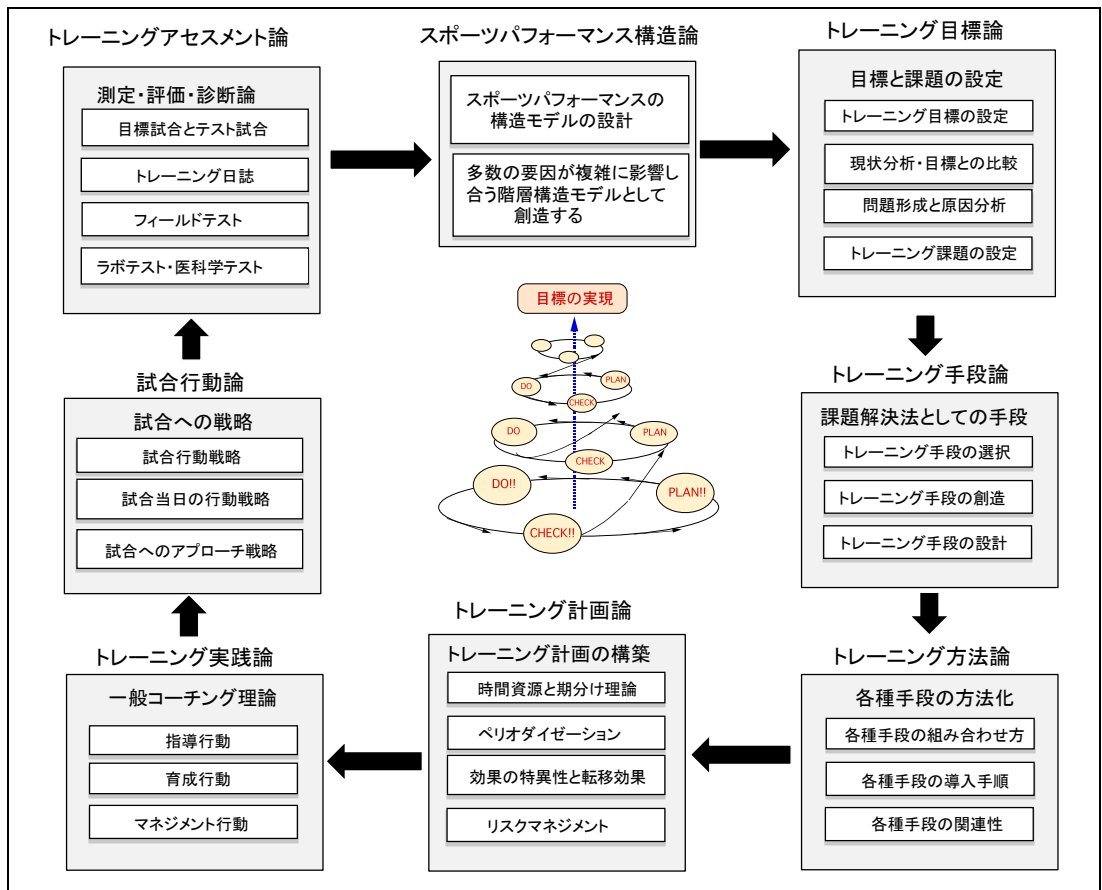 トレーニングアセスメント論
測定・評価・診断論
目標試合とテスト試合
トレーニング日誌
フィールドテスト
ラボテスト・医科学テスト
スポーツパフォーマンス構造論
スポーツパフォーマンスの
構造モデルの設計
多数の要因が複雑に影響し
合う階層構造モデルとして
創造する
トレーニング目標論
目標と課題の設定
トレーニング目標の設定
現状分析・目標との比較
問題形成と原因分析
トレーニング課題の設定
目標の実現
DO
PLAN
CHECK
DO
PLAN
CHECK
DO!!
PLAN!!
CHECK!!
試合行動論
試合への戦略
試合行動戦略
試合当日の行動戦略
試合へのアプローチ戦略
トレーニング手段論
課題解決法としての手段
トレーニング手段の選択
トレーニング手段の創造
トレーニング手段の設計
トレーニング実践論
一般コーチング理論
指導行動
育成行動
マネジメント行動
トレーニング計画論
トレーニング計画の構築
時間資源と期分け理論
ペリオダイゼーション
効果の特異性と転移効果
リスクマネジメント
トレーニング方法論
各種手段の方法化
各種手段の組み合わせ方
各種手段の導入手順
各種手段の関連性